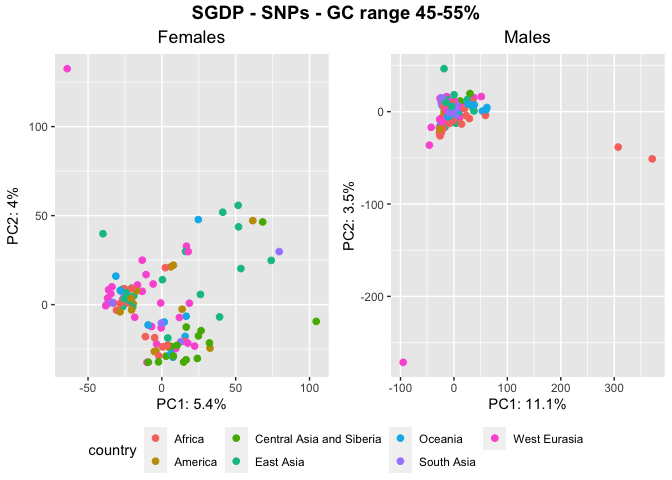 SGDP - SNPs - GC range 45-55%
Females
Males
100
50
0
-50
0
50
100
PC2: 4%
PC1: 5.4%
0
-100
-200
-100
0
100
200
300
PC2: 3.5%
PC1: 11.1%
country
Africa
Central Asia and Siberia
Oceania
West Eurasia
America
East Asia
South Asia